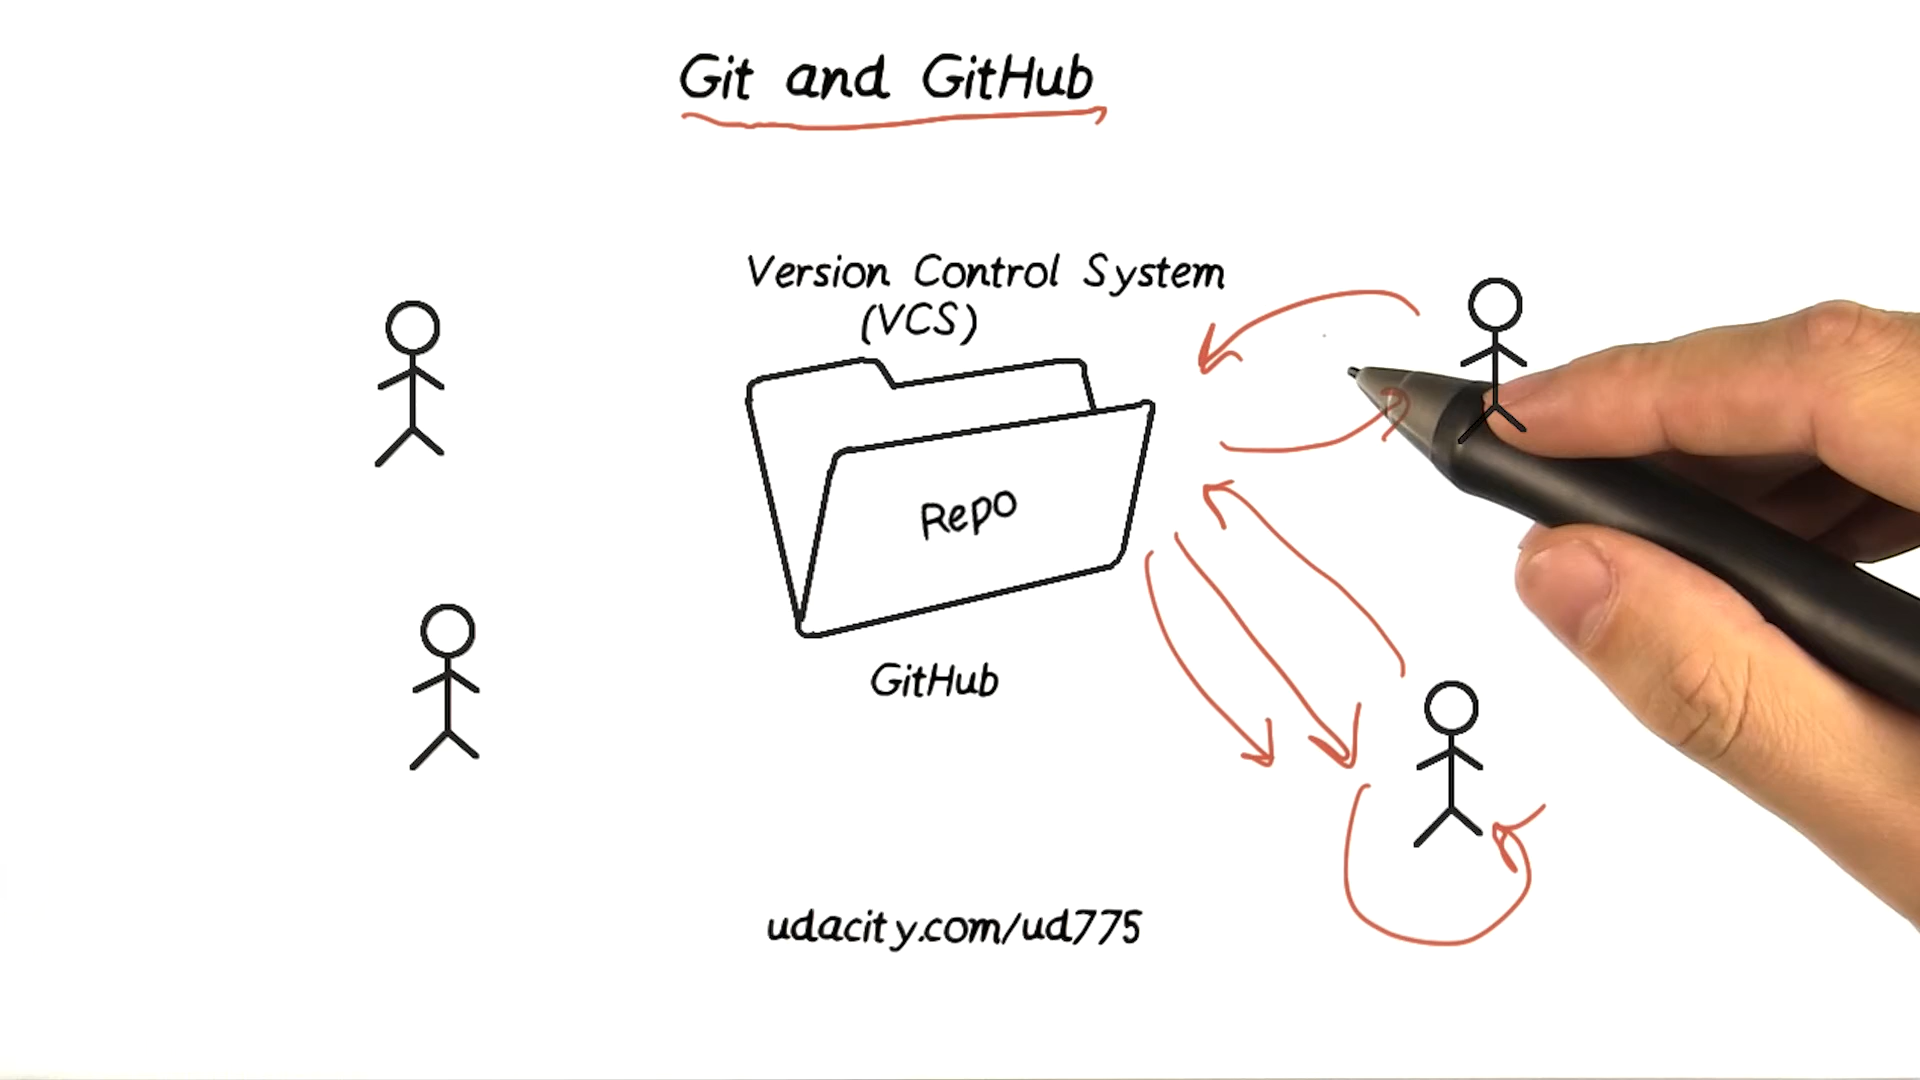 Git and GitHub
Version Control System
(VCS)
Repo
GitHub
udacity.com/ud775